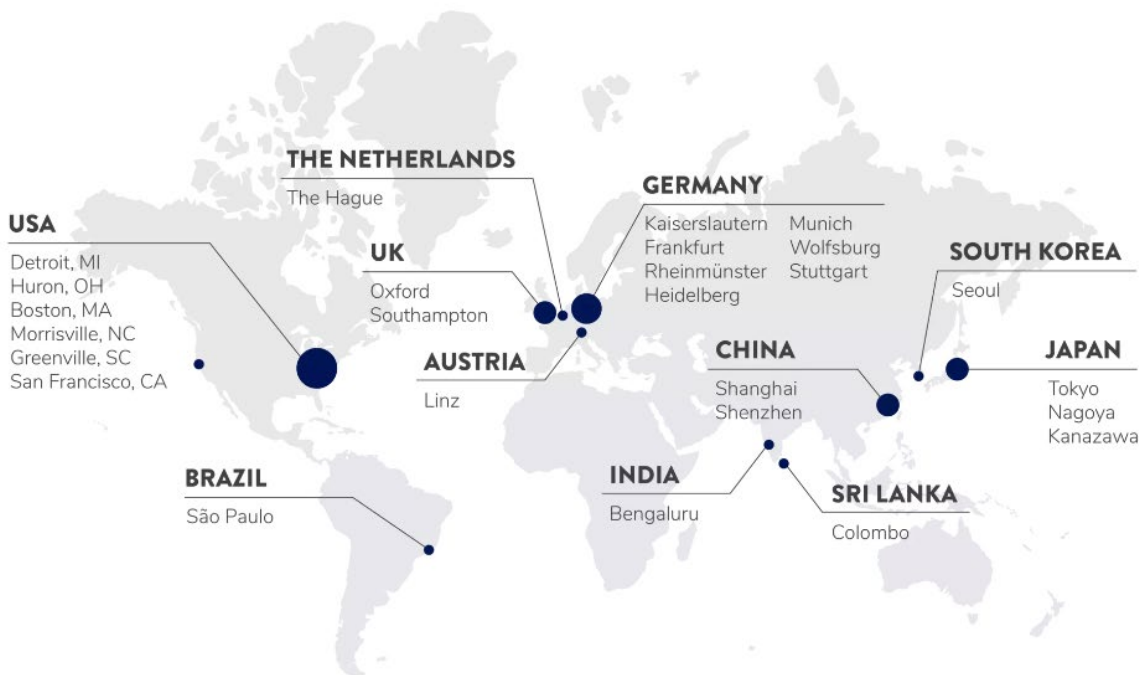 THE NETHERLANDS
The Hague
GERMANY
Kaiserslautern
Frankfurt
Rheinmünster
Heidelberg
Munich
Wolfsburg
Stuttgart
USA
Detroit, MI
Huron, OH
Boston, MA
Morrisville, NC
Greenville, SC
San Francisco, CA
UK
Oxford
Southampton
SOUTH KOREA
Seoul
AUSTRIA
Linz
CHINA
Shanghai
Shenzhen
JAPAN
Tokyo
Nagoya
Kanazawa
BRAZIL
São Paulo
INDIA
Bengaluru
SRI LANKA
Colombo